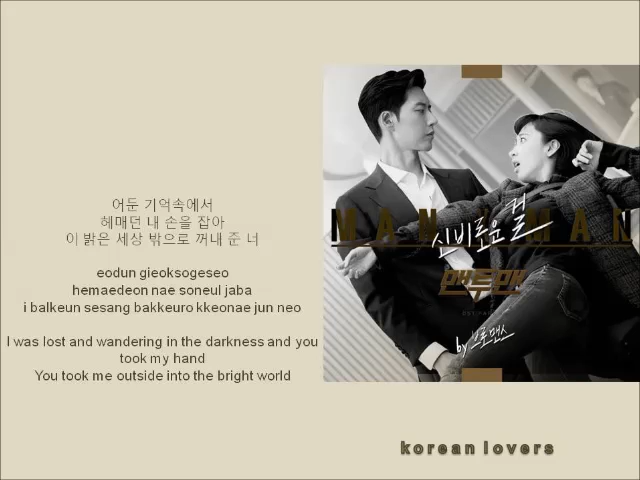 어둔 기억속에서
헤매던 내 손을 잡아
이 밝은 세상 밖으로 꺼내 준 너
eodun gieoksogeseo
hemaedeon nae soneul jaba
i balkeun sesang bakkeuro kkeonae jun neo
I was lost and wandering in the darkness and you
took my hand
You took me outside into the bright world
MAN MAN
신비로운 걸
맨투맨
by 브로맨스
korean lovers